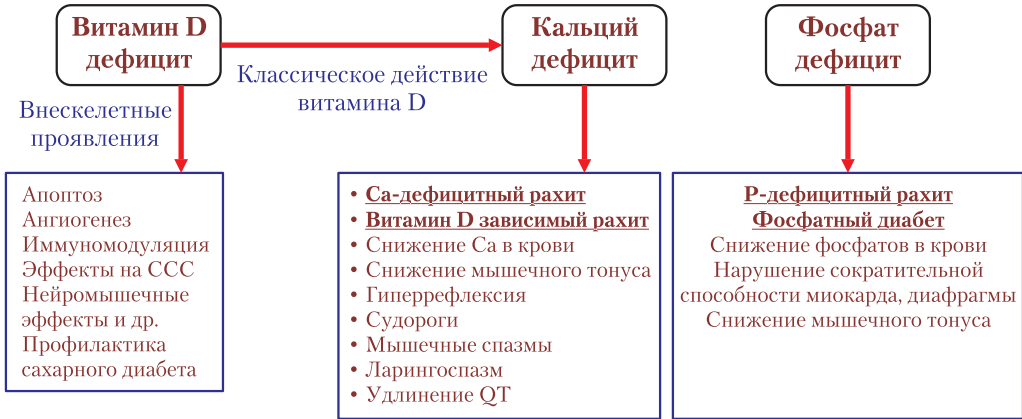 Витамин D
дефицит
Кальций
дефицит
Фосфат
дефицит
Классическое действие
витамина D
Внескелетные
проявления
Апоптоз
Ангиогенез
Иммуномодуляция
Эффекты на ССС
Нейромышечные
эффекты и др.
Профилактика
сахарного диабета
• Ca-дефицитный рахит
• Витамин D зависимый рахит
• Снижение Ca в крови
• Снижение мышечного тонуса
• Гиперрефлексия
• Судороги
• Мышечные спазмы
• Ларингоспазм
• Удлинение QT
P-дефицитный рахит
Фосфатный диабет
Снижение фосфатов в крови
Нарушение сократительной
способности миокарда, диафрагмы
Снижение мышечного тонуса